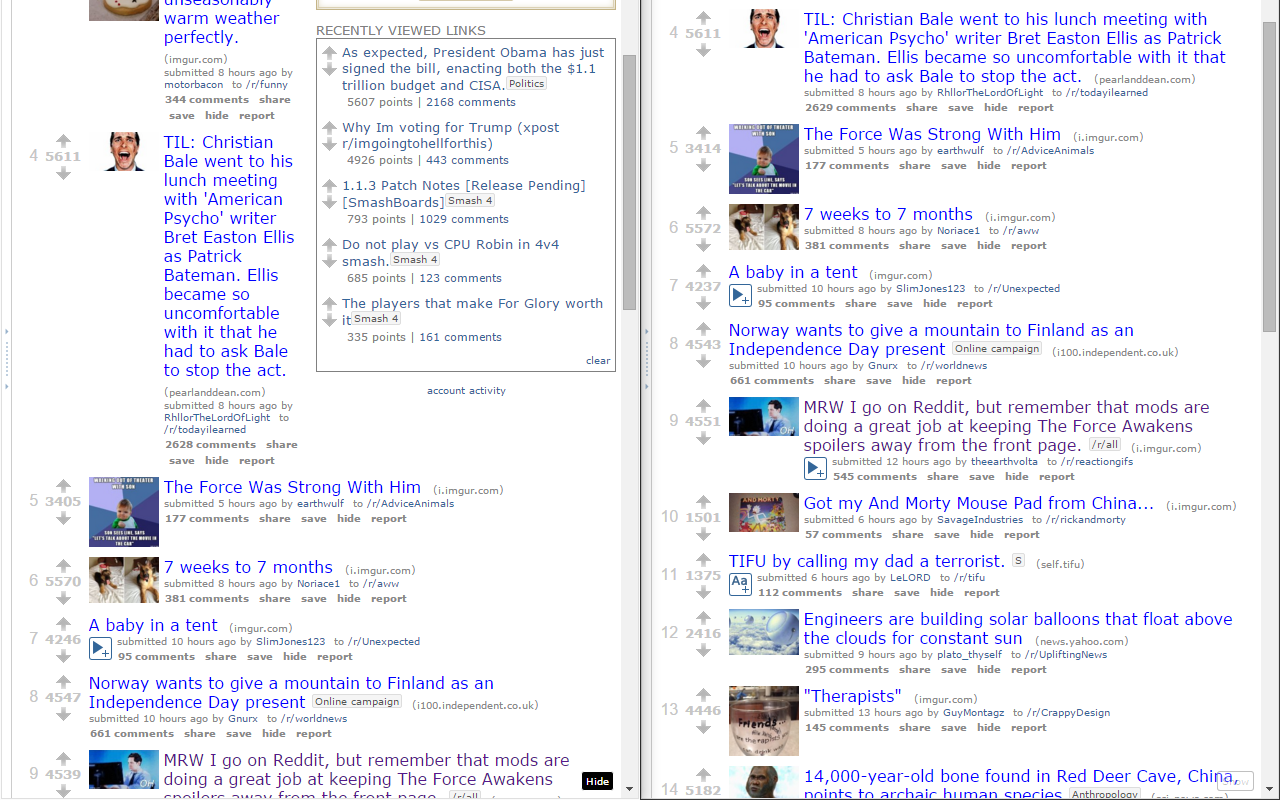 unseasonably
warm weather
perfectly.
(imgur.com)
submitted 8 hours ago by
motorbacon to /r/funny
344 comments share
save hide report
4 5611
TIL: Christian
Bale went to his
lunch meeting
with 'American
Psycho' writer
Bret Easton Ellis
as Patrick
Bateman. Ellis
became so
uncomfortable
with it that he
had to ask Bale
to stop the act.
(pearlanddean.com)
submitted 8 hours ago by
RhllorTheLordOfLight to
/r/todayilearned
2628 comments share
save hide report
RECENTLY VIEWED LINKS
As expected, President Obama has just
signed the bill, enacting both the $1.1
trillion budget and CISA. Politics
5607 points | 2168 comments
Why Im voting for Trump (xpost
r/imgoingtohellforthis)
4926 points | 443 comments
1.1.3 Patch Notes [Release Pending]
[SmashBoards] Smash 4
793 points | 1029 comments
Do not play vs CPU Robin in 4v4
smash. Smash 4
685 points | 123 comments
The players that make For Glory worth
it Smash 4
335 points | 161 comments
clear
account activity
5 3405
The Force Was Strong With Him (i.imgur.com)
submitted 5 hours ago by earthwulf to /r/AdviceAnimals
177 comments share save hide report
6 5570
7 weeks to 7 months (i.imgur.com)
submitted 8 hours ago by Noriace1 to /r/aww
381 comments share save hide report
7 4246
A baby in a tent (imgur.com)
submitted 10 hours ago by SlimJones123 to /r/Unexpected
95 comments share save hide report
8 4547
Norway wants to give a mountain to Finland as an
Independence Day present Online campaign (i100.independent.co.uk)
submitted 10 hours ago by Gnurx to /r/worldnews
661 comments share save hide report
9 4539
MRW I go on Reddit, but remember that mods are
doing a great job at keeping The Force Awakens
spoilers away from the front page. /r/all
Hide
4 5611
TIL: Christian Bale went to his lunch meeting with
'American Psycho' writer Bret Easton Ellis as Patrick
Bateman. Ellis became so uncomfortable with it that
he had to ask Bale to stop the act. (pearlanddean.com)
submitted 8 hours ago by RhllorTheLordOfLight to /r/todayilearned
2629 comments share save hide report
5 3414
WALKING OUT OF THEATER
WITH SON
SON SEES LINE, SAYS
"LET'S TALK ABOUT THE MOVIE IN
THE CAR"
The Force Was Strong With Him (i.imgur.com)
submitted 5 hours ago by earthwulf to /r/AdviceAnimals
177 comments share save hide report
6 5572
7 weeks to 7 months (i.imgur.com)
submitted 8 hours ago by Noriace1 to /r/aww
381 comments share save hide report
7 4237
A baby in a tent (imgur.com)
submitted 10 hours ago by SlimJones123 to /r/Unexpected
95 comments share save hide report
8 4543
Norway wants to give a mountain to Finland as an
Independence Day present Online campaign (i100.independent.co.uk)
submitted 10 hours ago by Gnurx to /r/worldnews
661 comments share save hide report
9 4551
MRW I go on Reddit, but remember that mods are
doing a great job at keeping The Force Awakens
spoilers away from the front page. /r/all (i.imgur.com)
submitted 12 hours ago by theearthvolta to /r/reactiongifs
545 comments share save hide report
10 1501
Got my And Morty Mouse Pad from China... (i.imgur.com)
submitted 6 hours ago by SavageIndustries to /r/rickandmorty
57 comments share save hide report
11 1375
TIFU by calling my dad a terrorist. S (self.tifu)
Aa+
submitted 6 hours ago by LeLORD to /r/tifu
112 comments share save hide report
12 2416
Engineers are building solar balloons that float above
the clouds for constant sun (news.yahoo.com)
submitted 9 hours ago by plato_thyself to /r/UpliftingNews
295 comments share save hide report
13 4446
"Therapists" (imgur.com)
submitted 13 hours ago by GuyMontagz to /r/CrappyDesign
145 comments share save hide report
14 5182
14,000-year-old bone found in Red Deer Cave, China,
points to archaic human species Anthropology